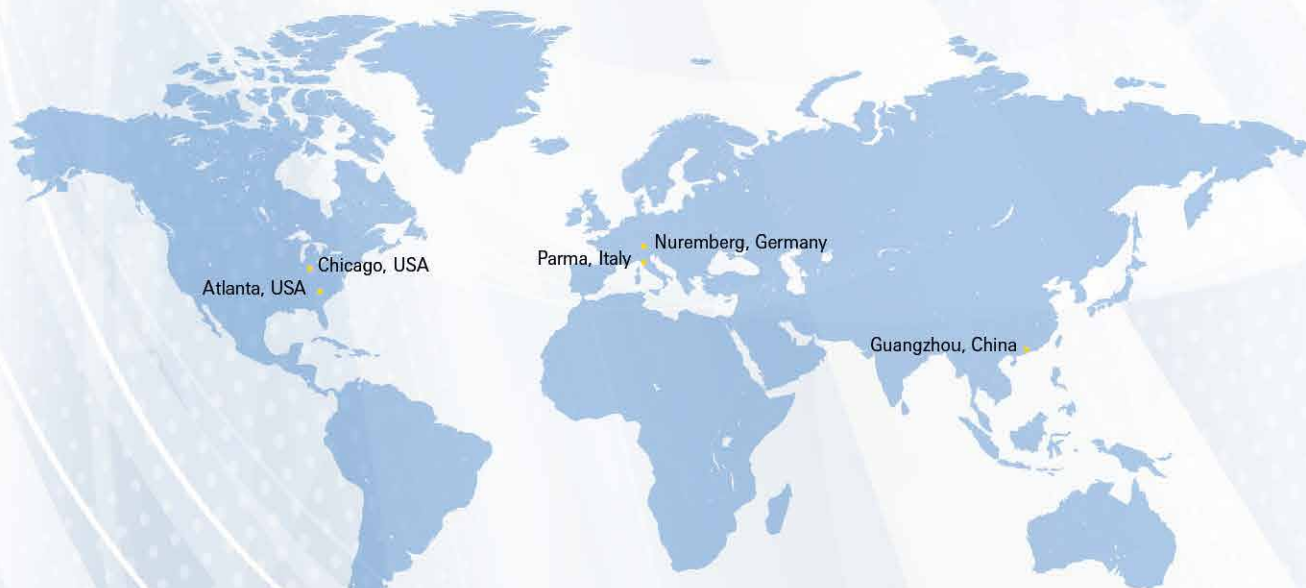 Nuremberg, Germany
Parma, Italy
Chicago, USA
Atlanta, USA
Guangzhou, China